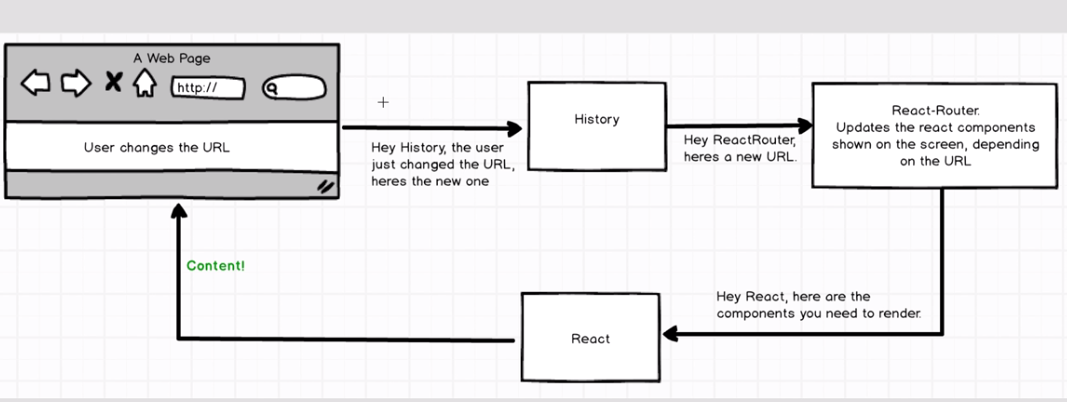 A Web Page
http://
User changes the URL
Hey History, the user
just changed the URL,
heres the new one
History
Hey ReactRouter,
heres a new URL.
React-Router.
Updates the react components
shown on the screen, depending
on the URL
Content!
Hey React, here are the
components you need to render.
React